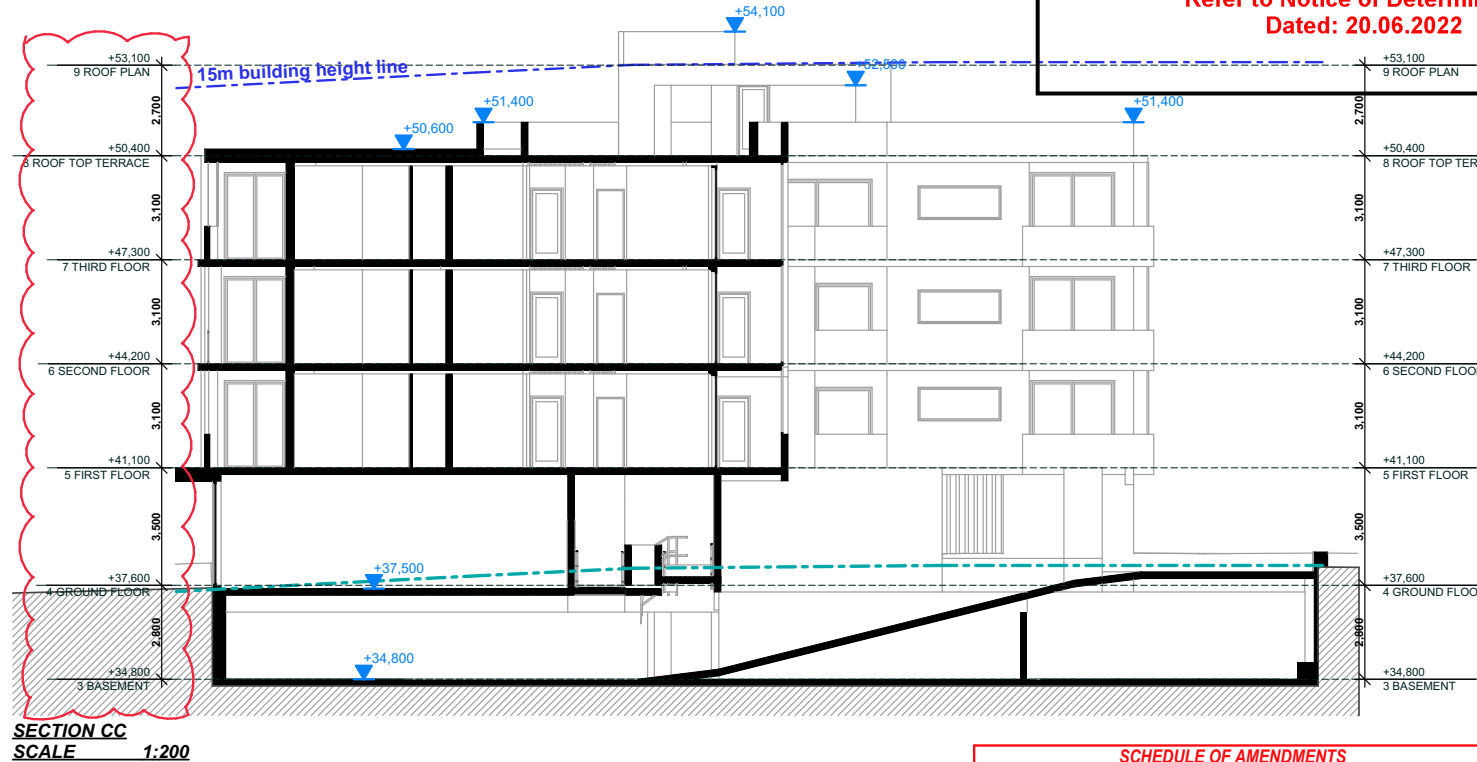 Refer to Notice of Determin
Dated: 20.06.2022
+54,100
+53,100
9 ROOF PLAN
15m building height line
+52,500
+53,100
9 ROOF PLAN
2,700
+51,400
+51,400
2,700
+50,600
+50,400
8 ROOF TOP TERRACE
+50,400
8 ROOF TOP TER
3,100
3,100
+47,300
7 THIRD FLOOR
+47,300
7 THIRD FLOOR
3,100
3,100
+44,200
6 SECOND FLOOR
+44,200
6 SECOND FLOO
3,100
3,100
+41,100
5 FIRST FLOOR
+41,100
5 FIRST FLOOR
3,500
3,500
+37,500
+37,600
4 GROUND FLOOR
+37,600
4 GROUND FLOO
2,800
2,800
+34,800
+34,800
3 BASEMENT
+34,800
3 BASEMENT
SECTION CC
SCALE 1:200
SCHEDULE OF AMENDMENTS